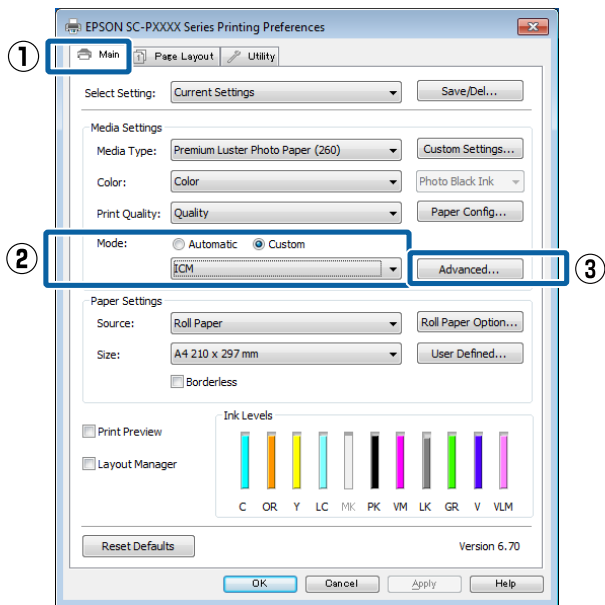 EPSON SC-PXXXX Series Printing Preferences
① Main Page Layout Utility
Select Setting: Current Settings Save/Del...
Media Settings
Media Type: Premium Luster Photo Paper (260) Custom Settings...
Color: Color Photo Black Ink
Print Quality: Quality Paper Config...
Mode: Automatic Custom
② ICM Advanced... ③
Paper Settings
Source: Roll Paper Roll Paper Option...
Size: A4 210 x 297 mm User Defined...
Borderless
Ink Levels
Print Preview
Layout Manager
C OR Y LC MK PK VM LK GR V VLM
Reset Defaults Version 6.70
OK Cancel Apply Help